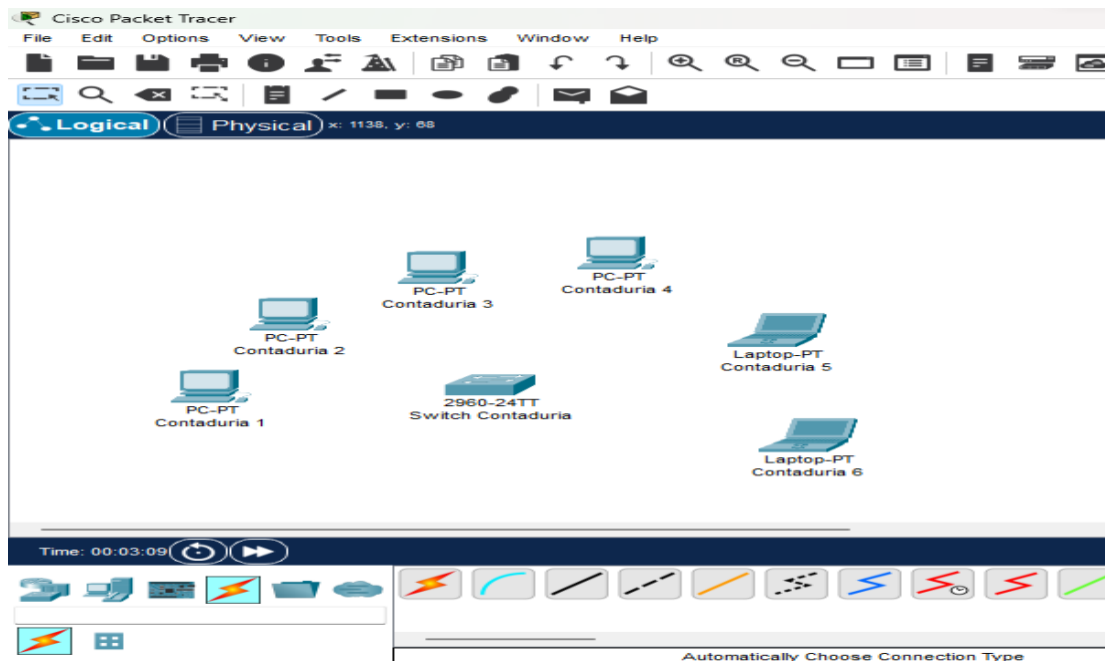 Cisco Packet Tracer
File Edit Options View Tools Extensions Window Help
Logical Physical x: 1138, y: 68
PC-PT
Contaduria 4
PC-PT
Contaduria 3
PC-PT
Contaduria 2
Laptop-PT
Contaduria 5
PC-PT
Contaduria 1
2960-24TT
Switch Contaduria
Laptop-PT
Contaduria 6
Time: 00:03:09
Automatically Choose Connection Type